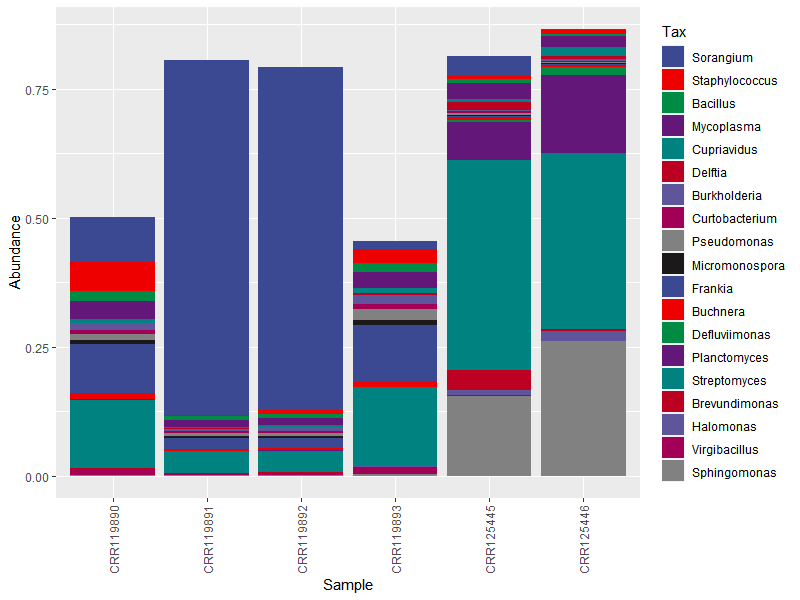 Tax
Sorangium
Staphylococcus
Bacillus
Mycoplasma
Cupriavidus
Delftia
Burkholderia
Curtobacterium
Pseudomonas
Micromonospora
Frankia
Buchnera
Defluviimonas
Planctomyces
Streptomyces
Brevundimonas
Halomonas
Virgibacillus
Sphingomonas
Abundance
0.75
0.50
0.25
0.00
CRR119890
CRR119891
CRR119892
CRR119893
CRR125445
CRR125446
Sample